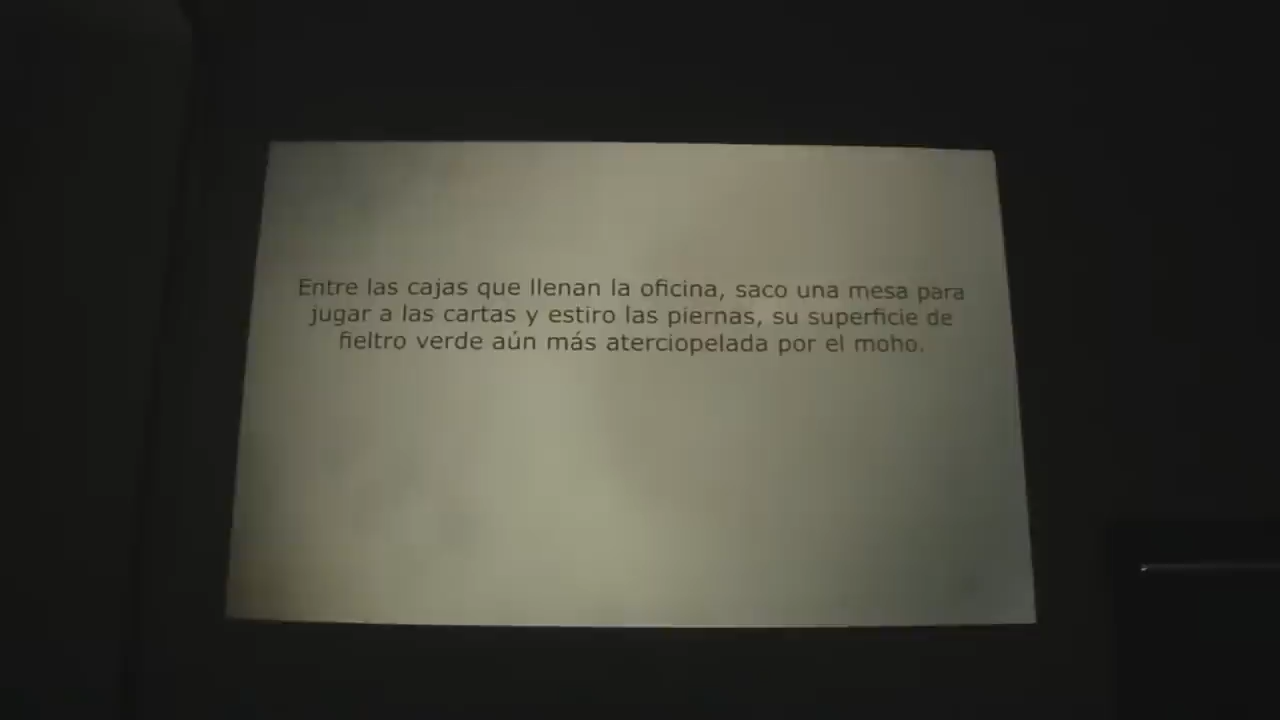 Entre las cajas que llenan la oficina, saco una mesa para
jugar a las cartas y estiro las piernas, su superficie de
fieltro verde aún más aterciopelada por el moho.